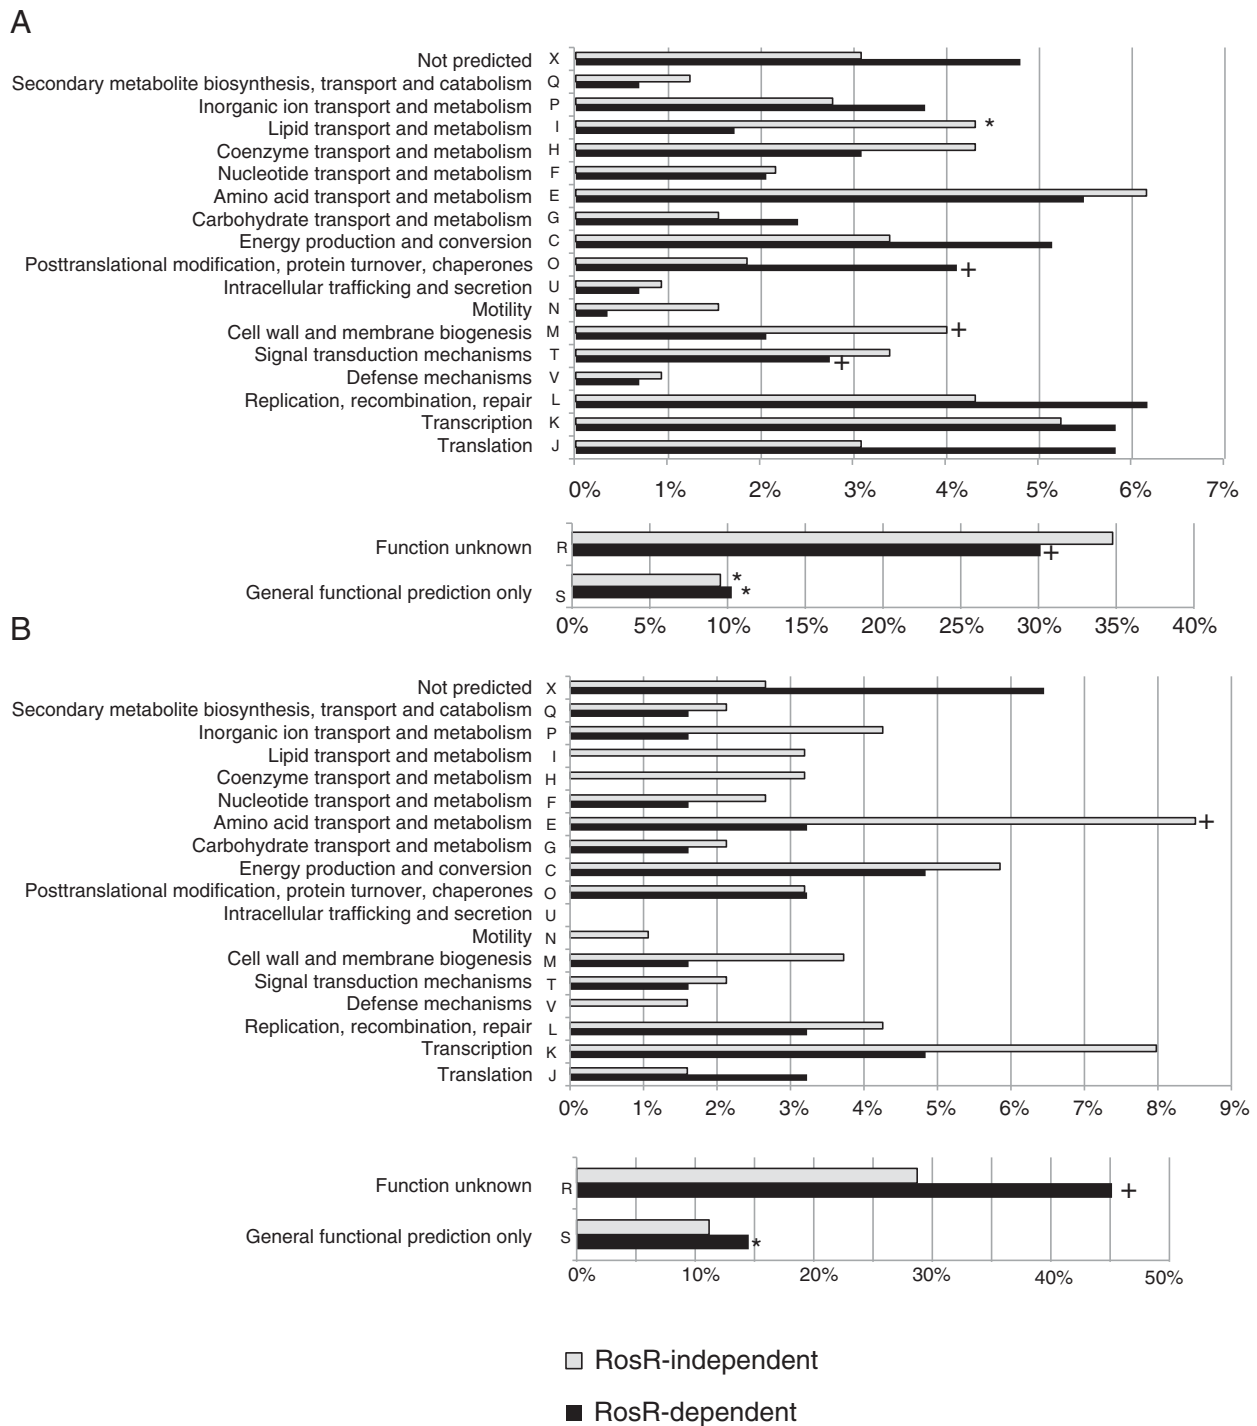 A
Not predicted X
Secondary metabolite biosynthesis, transport and catabolism Q
Inorganic ion transport and metabolism P
Lipid transport and metabolism I *
Coenzyme transport and metabolism H
Nucleotide transport and metabolism F
Amino acid transport and metabolism E
Carbohydrate transport and metabolism G
Energy production and conversion C
Posttranslational modification, protein turnover, chaperones O +
Intracellular trafficking and secretion U
Motility N
Cell wall and membrane biogenesis M +
Signal transduction mechanisms T +
Defense mechanisms V
Replication, recombination, repair L
Transcription K
Translation J
0% 1% 2% 3% 4% 5% 6% 7%
Function unknown R +
General functional prediction only S * *
0% 5% 10% 15% 20% 25% 30% 35% 40%
B
Not predicted X
Secondary metabolite biosynthesis, transport and catabolism Q
Inorganic ion transport and metabolism P
Lipid transport and metabolism I
Coenzyme transport and metabolism H
Nucleotide transport and metabolism F
Amino acid transport and metabolism E +
Carbohydrate transport and metabolism G
Energy production and conversion C
Posttranslational modification, protein turnover, chaperones O
Intracellular trafficking and secretion U
Motility N
Cell wall and membrane biogenesis M
Signal transduction mechanisms T
Defense mechanisms V
Replication, recombination, repair L
Transcription K
Translation J
0% 1% 2% 3% 4% 5% 6% 7% 8% 9%
Function unknown R +
General functional prediction only S *
0% 10% 20% 30% 40% 50%
RosR-independent
RosR-dependent